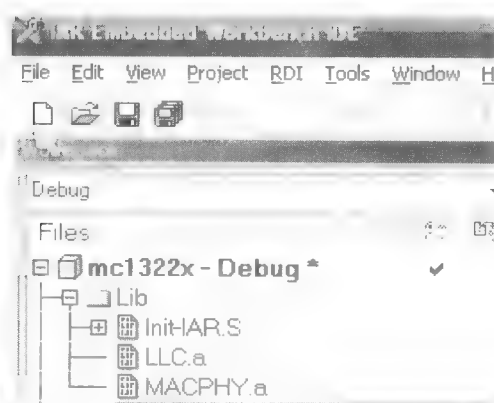 IAR Embedded Workbench IDE
File Edit View Project RDI Tools Window H
Debug
Files
mc1322x - Debug *
Lib
Init-IAR.S
LLC.a
MACPHY.a